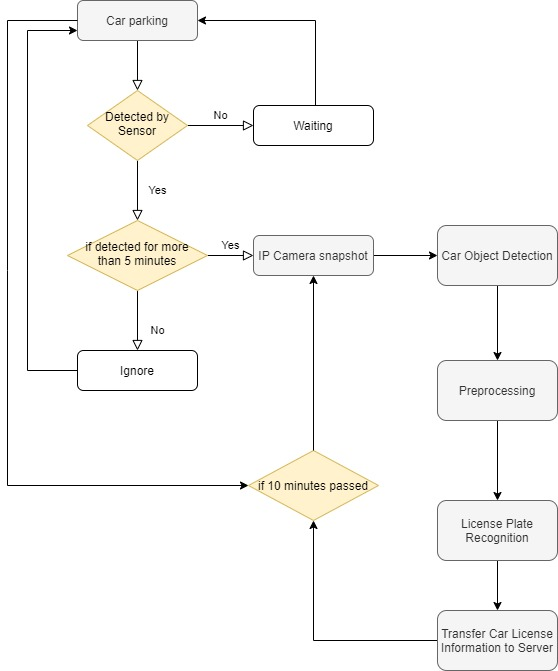 Car parking
Detected by
Sensor
No
Waiting
Yes
if detected for more
than 5 minutes
Yes
IP Camera snapshot
Car Object Detection
No
Ignore
Preprocessing
if 10 minutes passed
License Plate
Recognition
Transfer Car License
Information to Server